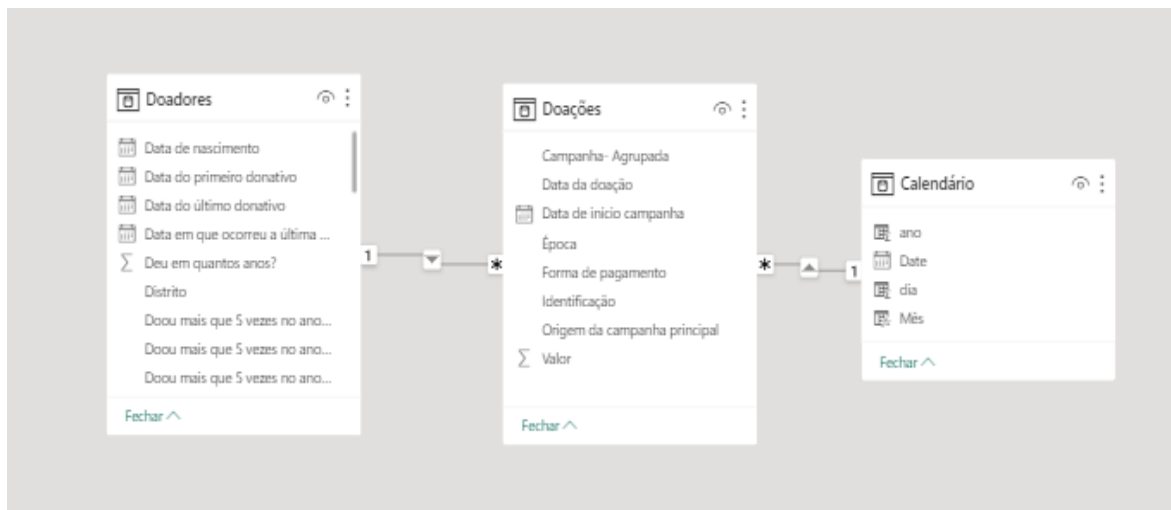 Doadores
Data de nascimento
Data do primeiro donativo
Data do último donativo
Data em que ocorreu a última ...
Deu em quantos anos?
Distrito
Doou mais que 5 vezes no ano...
Doou mais que 5 vezes no ano...
Doou mais que 5 vezes no ano...
Fechar
1
*
Doações
Campanha- Agrupada
Data da doação
Data de inicio campanha
Época
Forma de pagamento
Identificação
Origem da campanha principal
Valor
Fechar
*
1
Calendário
ano
Date
dia
Mês
Fechar